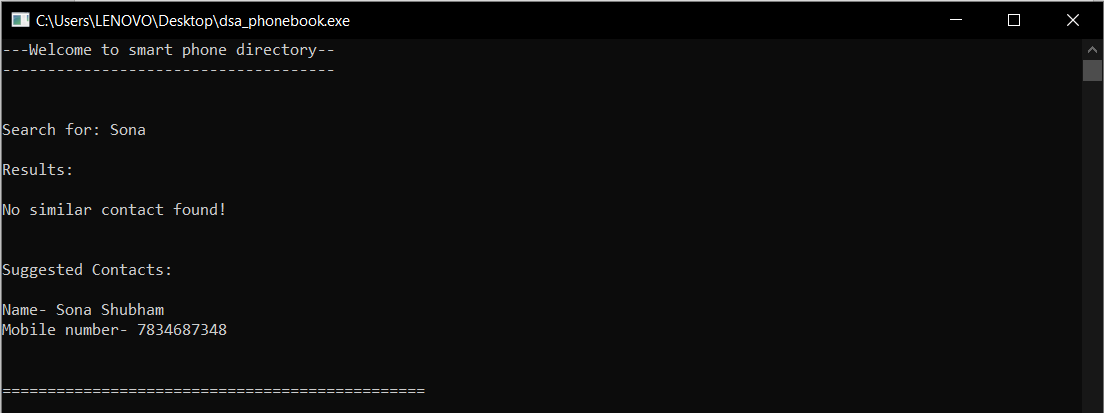 C:\Users\LENOVO\Desktop\dsa_phonebook.exe
---Welcome to smart phone directory--
-------------------------------------
Search for: Sona
Results:
No similar contact found!
Suggested Contacts:
Name- Sona Shubham
Mobile number- 7834687348
===============================================